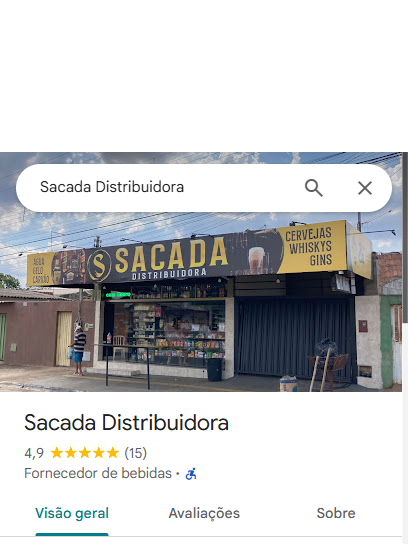 Sacada Distribuidora
ÁGUA
GELO
CARVÃO
S SACADA
DISTRIBUIDORA
CERVEJAS
WHISKYS
GINS
Sacada Distribuidora
4,9 ★★★★★ (15)
Fornecedor de bebidas ·
Visão geral Avaliações Sobre